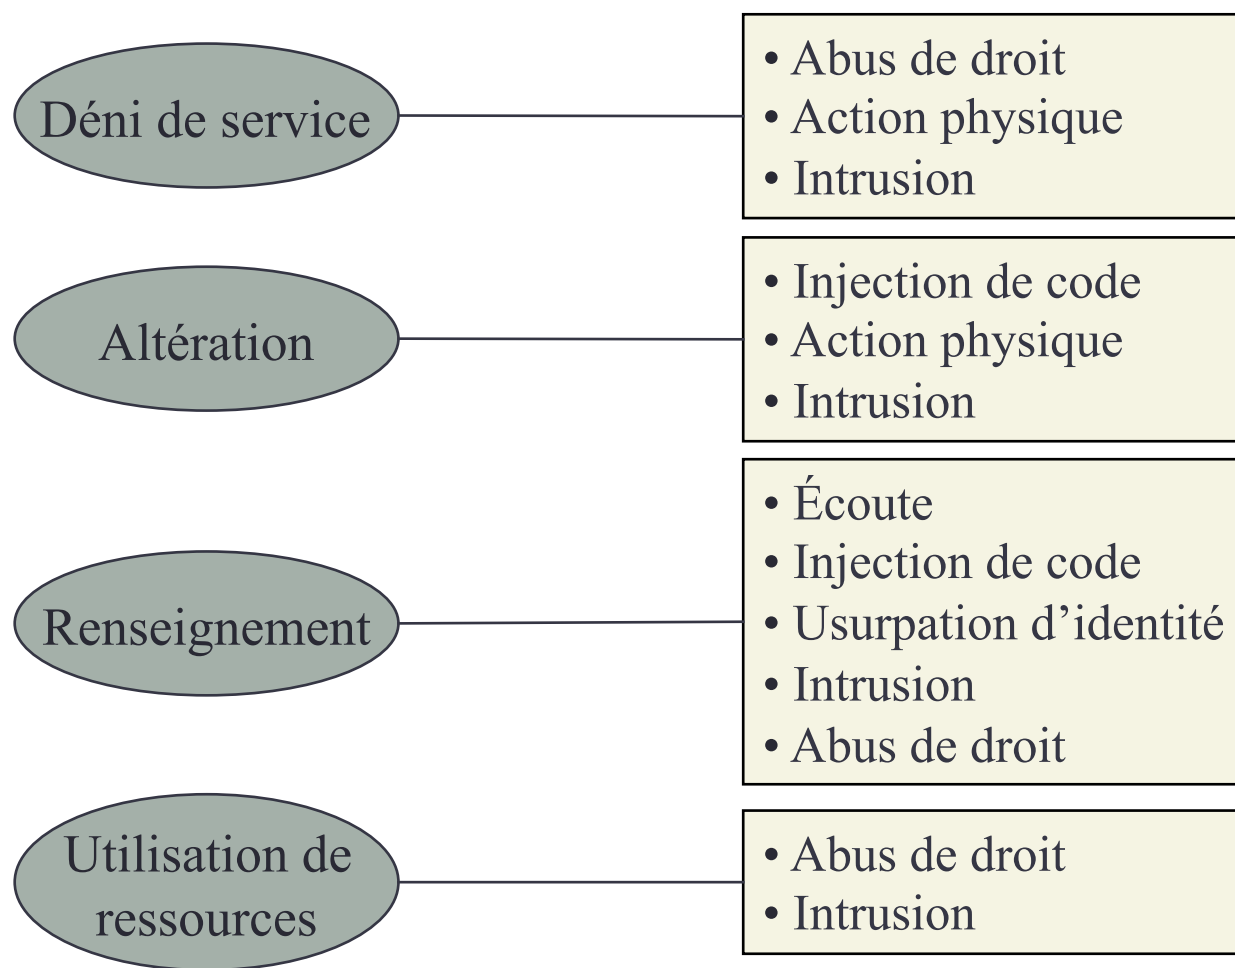 Déni de service
• Abus de droit
• Action physique
• Intrusion
Altération
• Injection de code
• Action physique
• Intrusion
Renseignement
• Écoute
• Injection de code
• Usurpation d’identité
• Intrusion
• Abus de droit
Utilisation de
ressources
• Abus de droit
• Intrusion